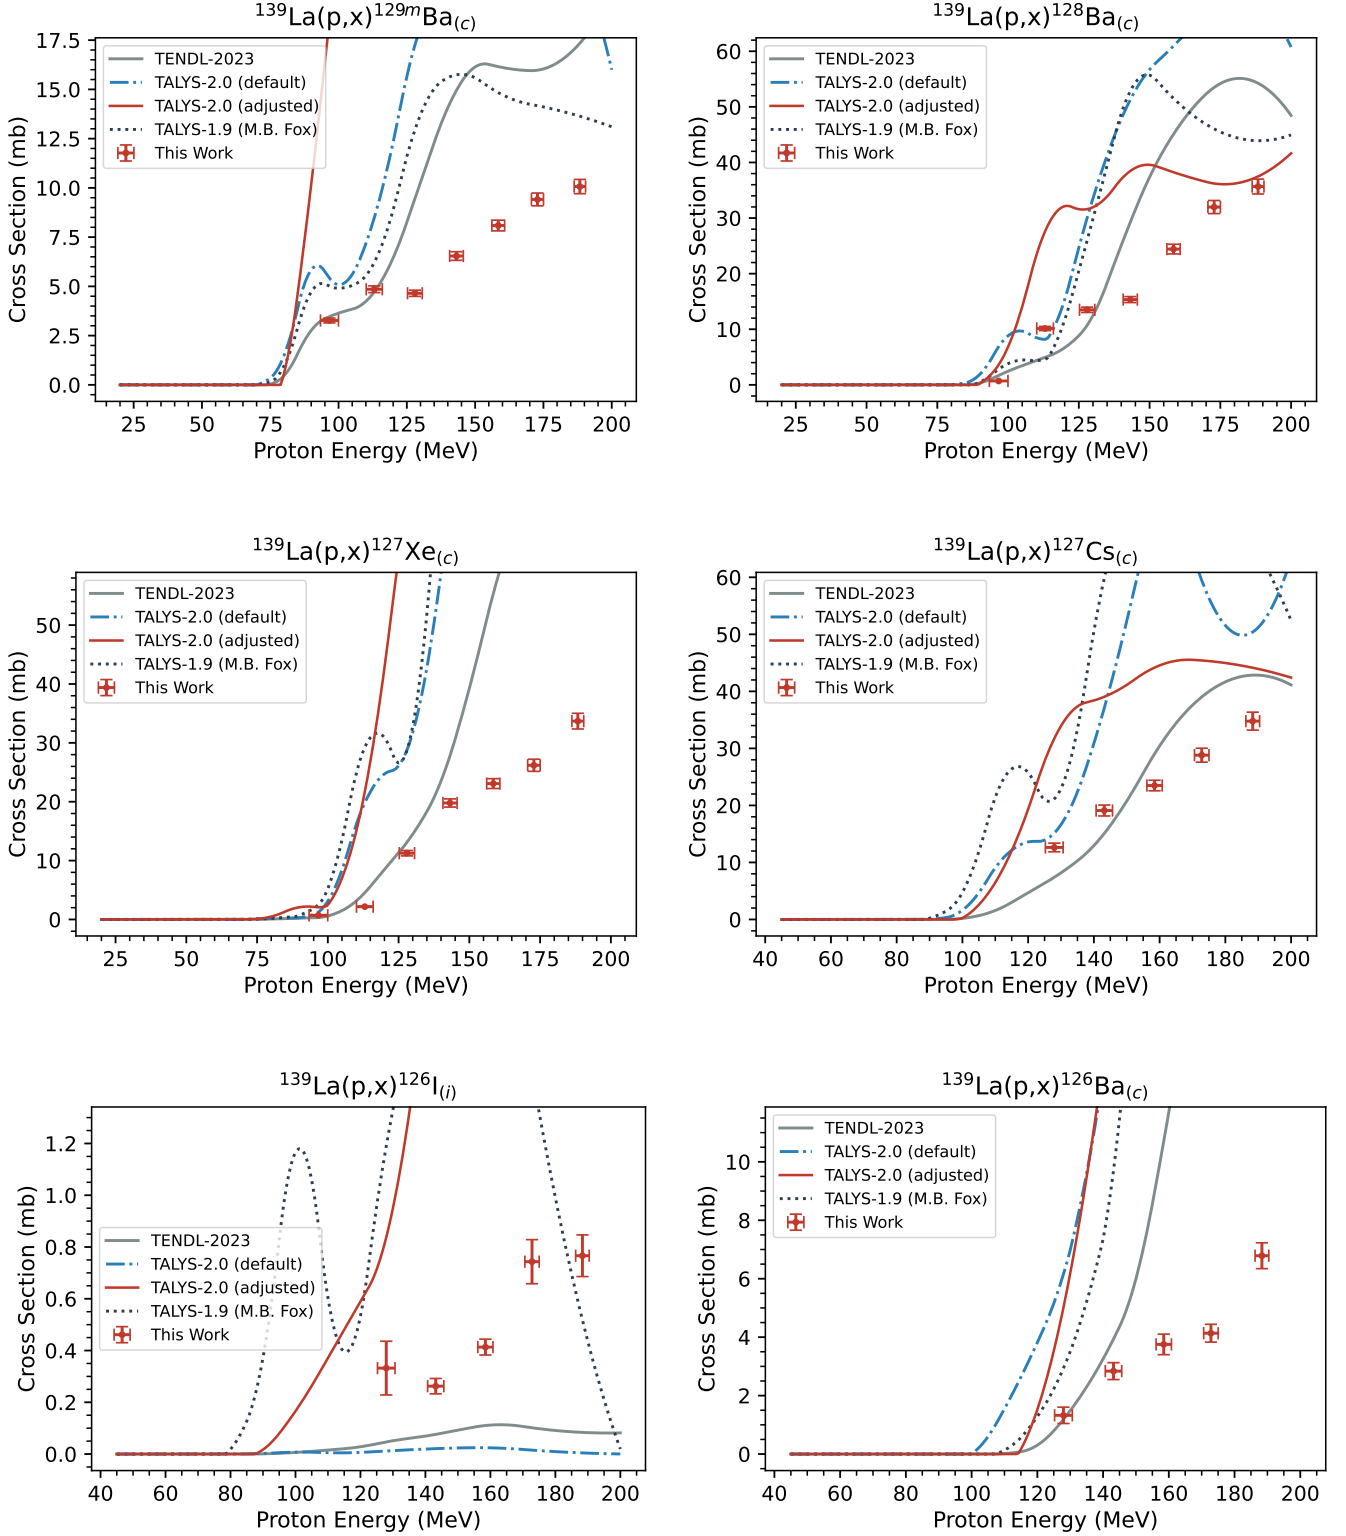 ¹³⁹La(p,x)¹²⁹ᵐBa(c)
Cross Section (mb)
17.5
15.0
12.5
10.0
7.5
5.0
2.5
0.0
TENDL-2023
TALYS-2.0 (default)
TALYS-2.0 (adjusted)
TALYS-1.9 (M.B. Fox)
This Work
25 50 75 100 125 150 175 200
Proton Energy (MeV)
¹³⁹La(p,x)¹²⁸Ba(c)
Cross Section (mb)
60
50
40
30
20
10
0
TENDL-2023
TALYS-2.0 (default)
TALYS-2.0 (adjusted)
TALYS-1.9 (M.B. Fox)
This Work
25 50 75 100 125 150 175 200
Proton Energy (MeV)
¹³⁹La(p,x)¹²⁷Xe(c)
Cross Section (mb)
50
40
30
20
10
0
TENDL-2023
TALYS-2.0 (default)
TALYS-2.0 (adjusted)
TALYS-1.9 (M.B. Fox)
This Work
25 50 75 100 125 150 175 200
Proton Energy (MeV)
¹³⁹La(p,x)¹²⁷Cs(c)
Cross Section (mb)
60
50
40
30
20
10
0
TENDL-2023
TALYS-2.0 (default)
TALYS-2.0 (adjusted)
TALYS-1.9 (M.B. Fox)
This Work
40 60 80 100 120 140 160 180 200
Proton Energy (MeV)
¹³⁹La(p,x)¹²⁶I(i)
Cross Section (mb)
1.2
1.0
0.8
0.6
0.4
0.2
0.0
TENDL-2023
TALYS-2.0 (default)
TALYS-2.0 (adjusted)
TALYS-1.9 (M.B. Fox)
This Work
40 60 80 100 120 140 160 180 200
Proton Energy (MeV)
¹³⁹La(p,x)¹²⁶Ba(c)
Cross Section (mb)
10
8
6
4
2
0
TENDL-2023
TALYS-2.0 (default)
TALYS-2.0 (adjusted)
TALYS-1.9 (M.B. Fox)
This Work
40 60 80 100 120 140 160 180 200
Proton Energy (MeV)